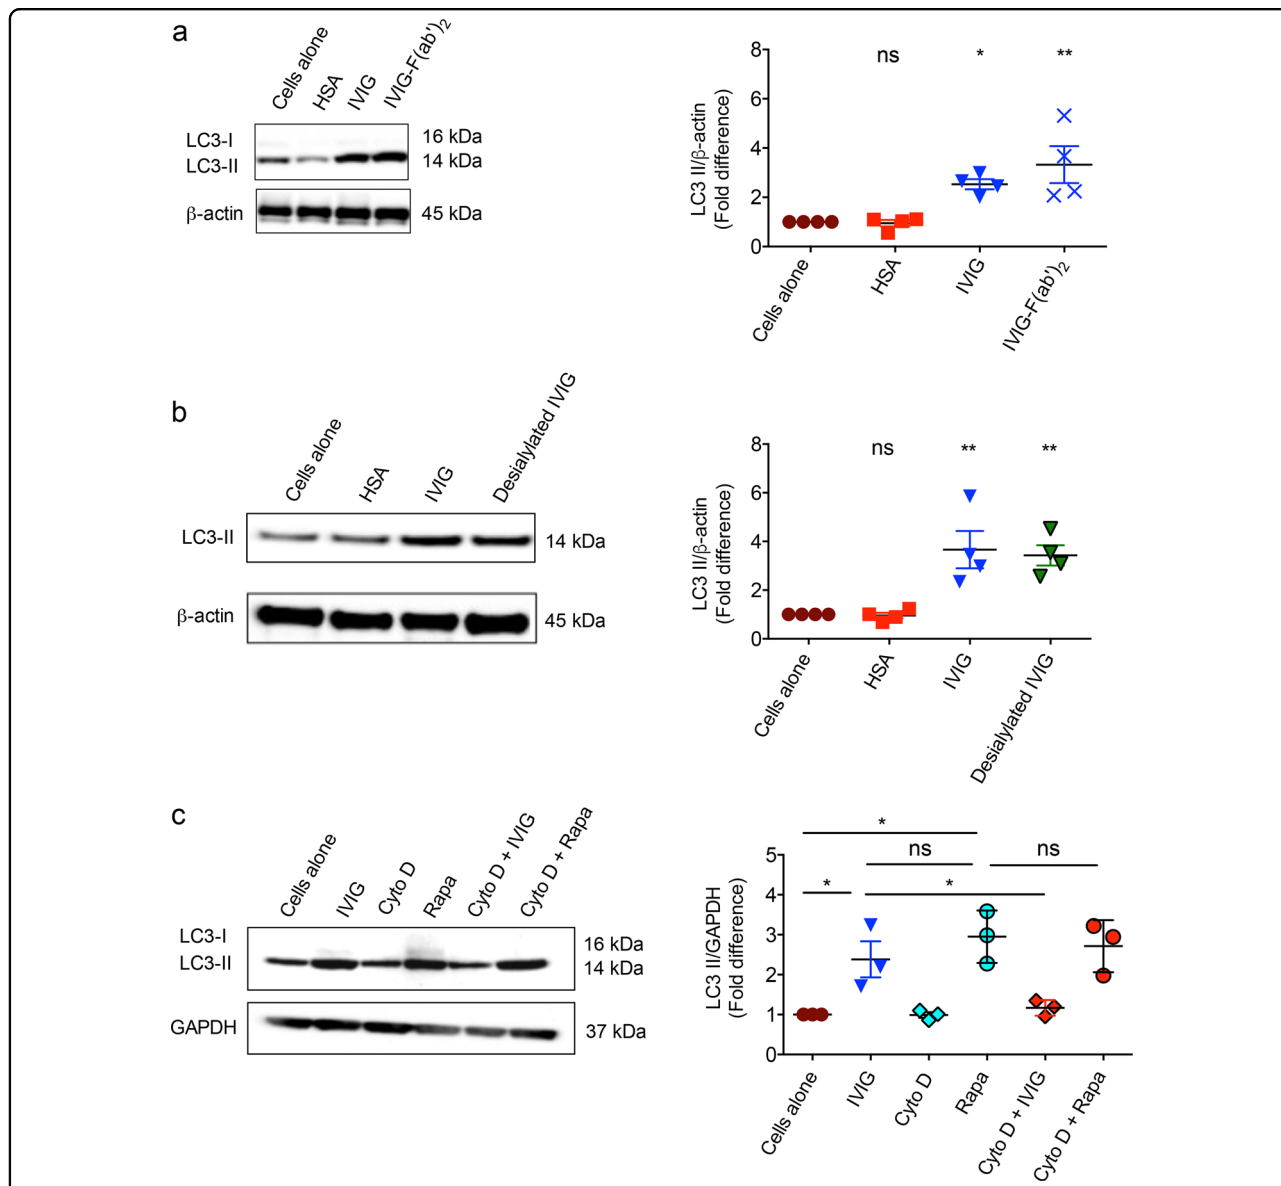 a
Cells alone
HSA
IVIG
IVIG-F(ab')2
LC3-I
16 kDa
LC3-II
14 kDa
β-actin
45 kDa
LC3 II/β-actin
(Fold difference)
8
6
4
2
0
ns
*
**
Cells alone
HSA
IVIG
IVIG-F(ab')2
b
Cells alone
HSA
IVIG
Desialylated IVIG
LC3-II
14 kDa
β-actin
45 kDa
LC3 II/β-actin
(Fold difference)
8
6
4
2
0
ns
**
**
Cells alone
HSA
IVIG
Desialylated IVIG
c
Cells alone
IVIG
Cyto D
Rapa
Cyto D + IVIG
Cyto D + Rapa
LC3-I
16 kDa
LC3-II
14 kDa
GAPDH
37 kDa
LC3 II/GAPDH
(Fold difference)
5
4
3
2
1
0
*
ns
ns
*
*
Cells alone
IVIG
Cyto D
Rapa
Cyto D + IVIG
Cyto D + Rapa